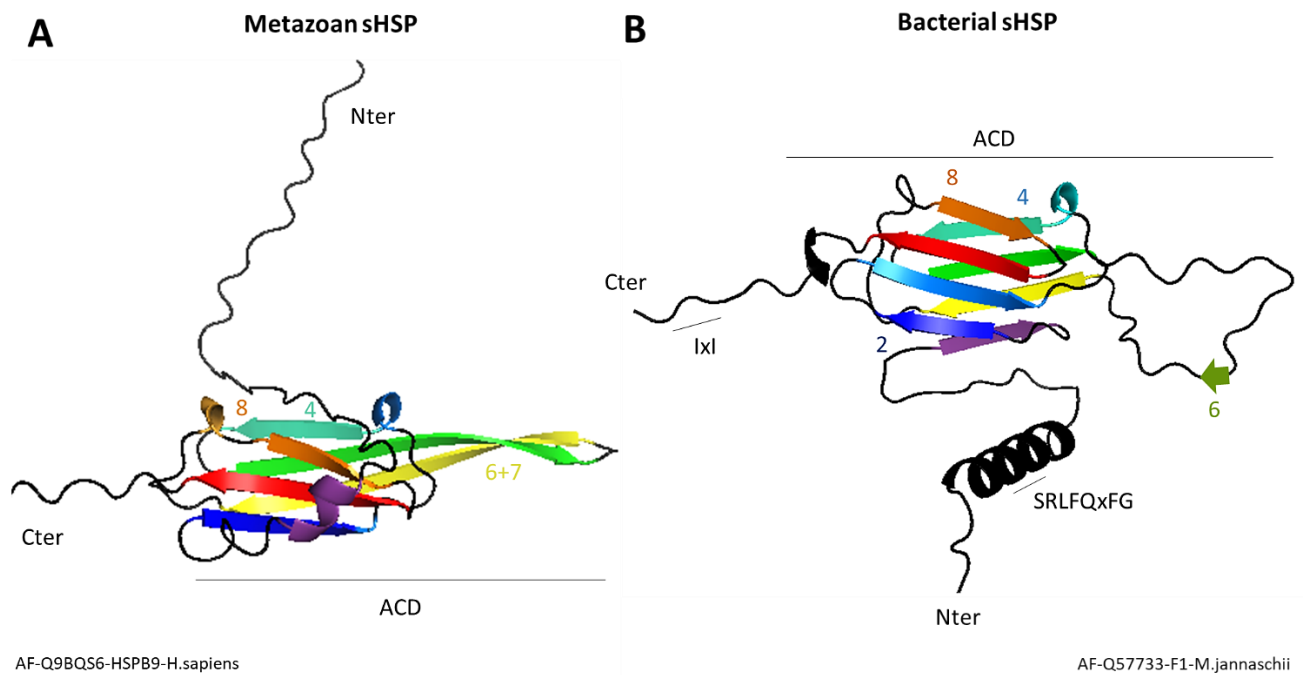 A
Metazoan sHSP
Nter
8
4
6+7
Cter
ACD
AF-Q9BQS6-HSPB9-H.sapiens
B
Bacterial sHSP
ACD
8
4
Cter
IxI
2
6
SRLFQxFG
Nter
AF-Q57733-F1-M.jannaschii